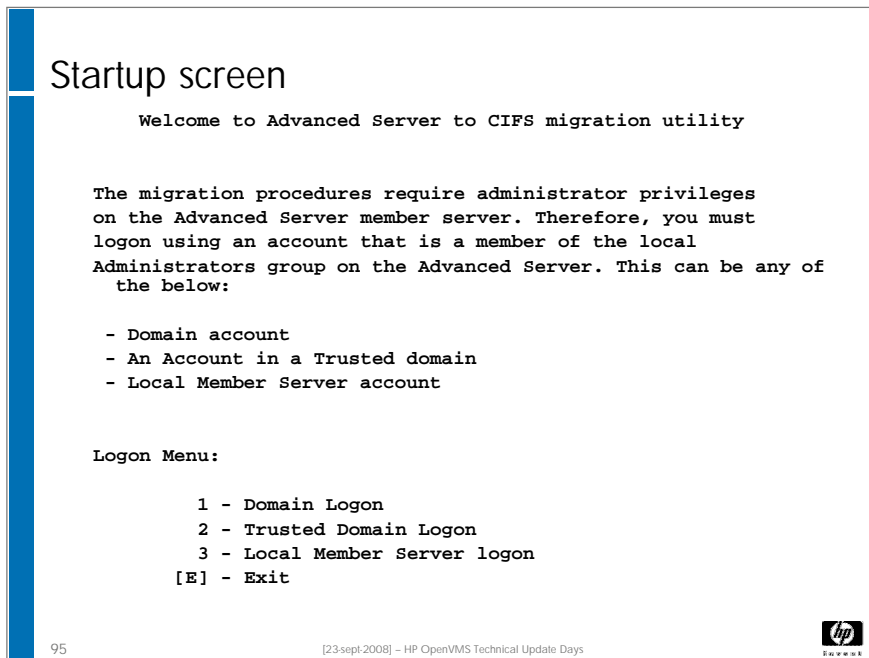 Startup screen
Welcome to Advanced Server to CIFS migration utility
The migration procedures require administrator privileges
on the Advanced Server member server. Therefore, you must
logon using an account that is a member of the local
Administrators group on the Advanced Server. This can be any of
the below:
- Domain account
- An Account in a Trusted domain
- Local Member Server account
Logon Menu:
1 - Domain Logon
2 - Trusted Domain Logon
3 - Local Member Server logon
[E] - Exit
95
[23-sept-2008] – HP OpenVMS Technical Update Days
hp
invent